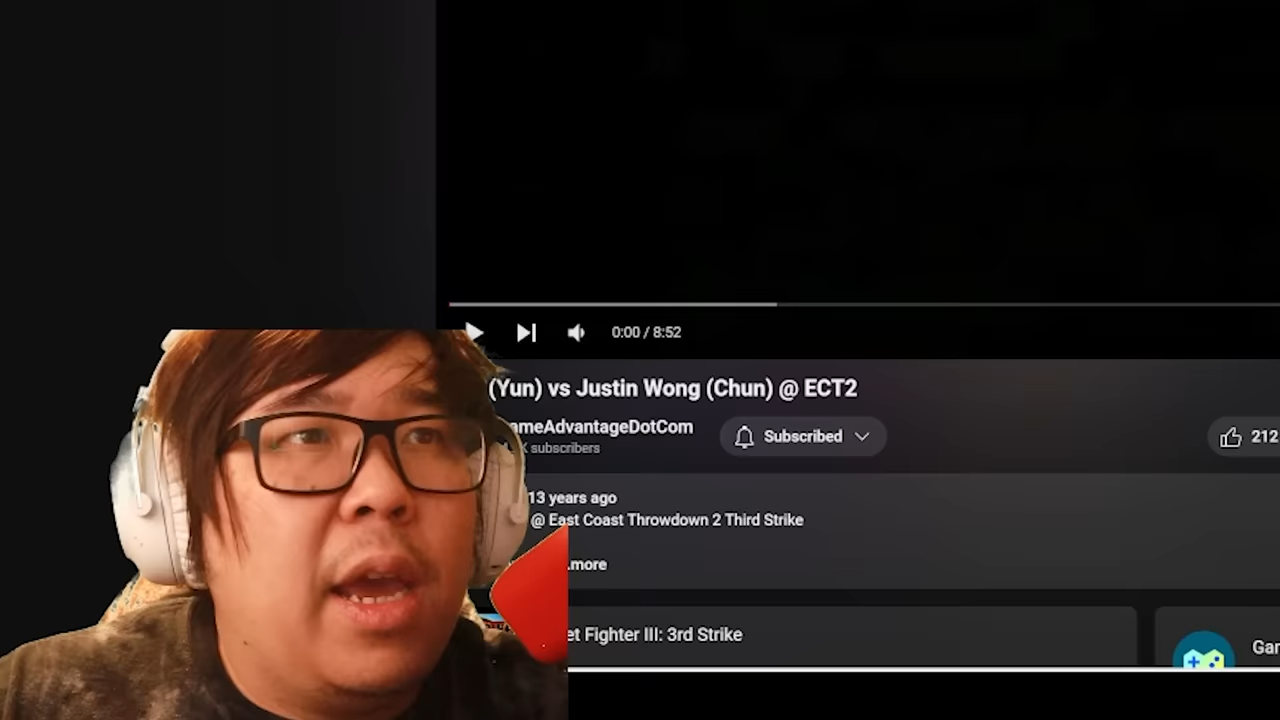 0:00 / 8:52
(Yun) vs Justin Wong (Chun) @ ECT2
ameAdvantageDotCom
subscribers
Subscribed
212
13 years ago
@ East Coast Throwdown 2 Third Strike
.more
et Fighter III: 3rd Strike
Gar